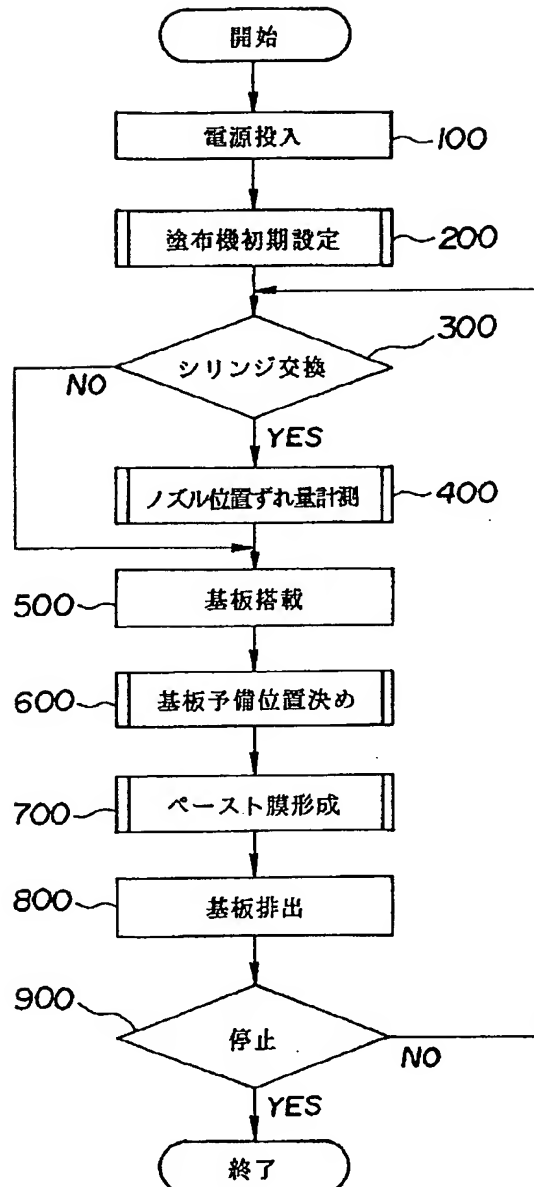 開始
電源投入 100
塗布機初期設定 200
300
シリンジ交換
NO
YES
ノズル位置ずれ量計測 400
500 基板搭載
600 基板予備位置決め
700 ペースト膜形成
800 基板排出
900
停止
NO
YES
終了